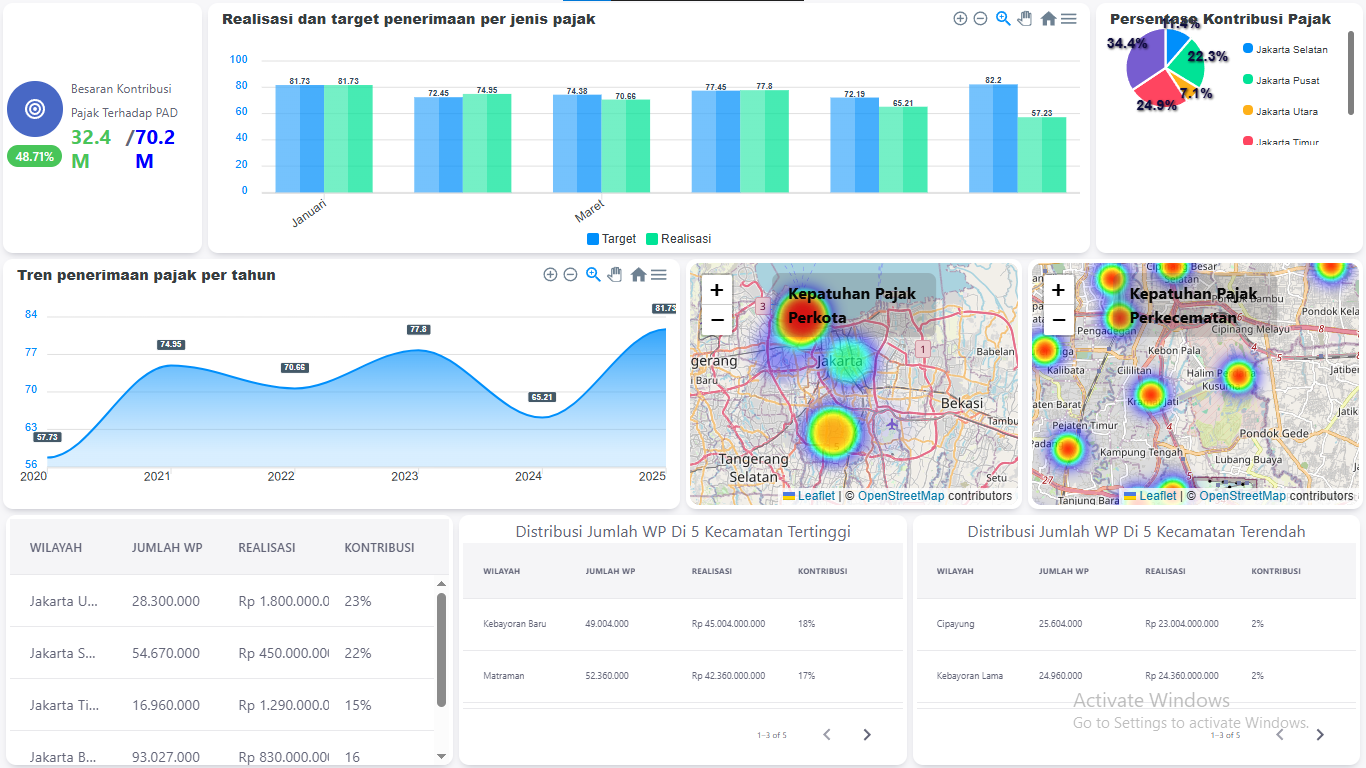 Besaran Kontribusi
Pajak Terhadap PAD
32.4 M
/70.2 M
48.71%
Realisasi dan target penerimaan per jenis pajak
100
80
60
40
20
0
81.73 81.73
72.45 74.95
74.38 70.66
77.45 77.8
72.19 65.21
82.2 57.23
Januari
Maret
Target Realisasi
Persentase Kontribusi Pajak
11.4%
34.4%
22.3%
7.1%
24.9%
Jakarta Selatan
Jakarta Pusat
Jakarta Utara
Jakarta Timur
Tren penerimaan pajak per tahun
84
77
70
63
56
57.73
74.95
70.66
77.8
65.21
81.73
2020 2021 2022 2023 2024 2025
+
−
Kepatuhan Pajak
Perkota
3
1
gerang
Jakarta
Babelan
i Baru
Bekasi
Tambu
Tangerang
Selatan
Setu
Leaflet | © OpenStreetMap contributors
+
−
Kepatuhan Pajak
Perkecematan
Cipinang Besar
Selatan
Pondok Bambu
Pondok Kela
Pengadegan
Cipinang Melayu
8
Kebon Pala
Kalibata
Cililitan
Halim Perdana
Kusuma
Jatiber
aten Barat
Kramat Jati
Jatik
Pejaten Timur
4
4
Pondok Gede
Padan
Kampung Tengah
Lubang Buaya
5
27
Tanjung Bara
Leaflet | © OpenStreetMap contributors
WILAYAH JUMLAH WP REALISASI KONTRIBUSI
Jakarta U... 28.300.000 Rp 1.800.000.0 23%
Jakarta S... 54.670.000 Rp 450.000.00 22%
Jakarta Ti... 16.960.000 Rp 1.290.000.0 15%
Jakarta B... 93.027.000 Rp 830.000.00 16
Distribusi Jumlah WP Di 5 Kecamatan Tertinggi
WILAYAH JUMLAH WP REALISASI KONTRIBUSI
Kebayoran Baru 49.004.000 Rp 45.004.000.000 18%
Matraman 52.360.000 Rp 42.360.000.000 17%
1–3 of 5
Distribusi Jumlah WP Di 5 Kecamatan Terendah
WILAYAH JUMLAH WP REALISASI KONTRIBUSI
Cipayung 25.604.000 Rp 23.004.000.000 2%
Kebayoran Lama 24.960.000 Rp 24.360.000.000 2%
1–3 of 5
Activate Windows
Go to Settings to activate Windows.